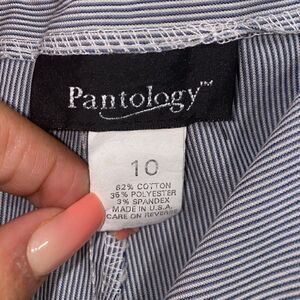 Pantology™
10
62% COTTON
35% POLYESTER
3% SPANDEX
MADE IN U.S.A.
CARE ON REVERSE